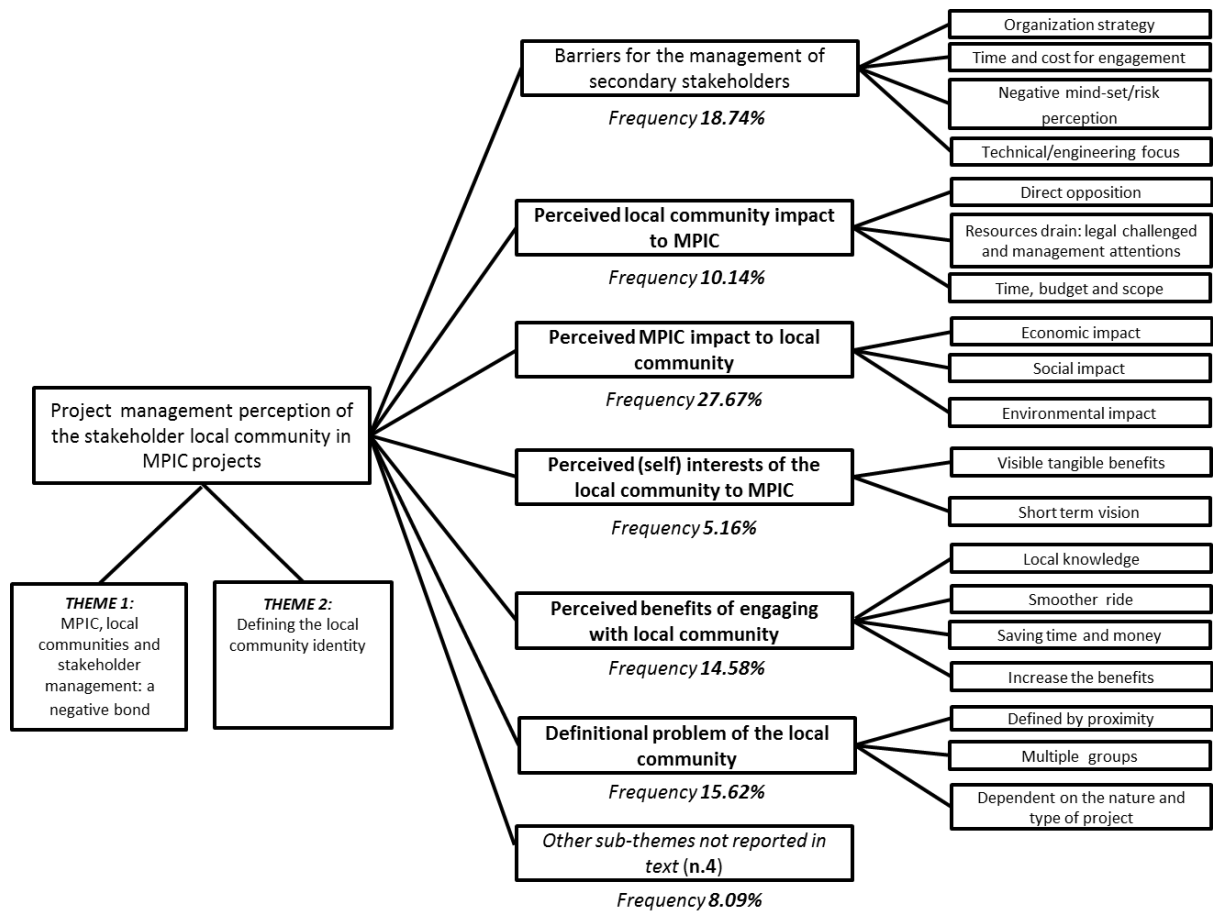 Project management perception of
the stakeholder local community in
MPIC projects
THEME 1:
MPIC, local
communities and
stakeholder
management: a
negative bond
THEME 2:
Defining the local
community identity
Barriers for the management of
secondary stakeholders
Frequency 18.74%
Organization strategy
Time and cost for engagement
Negative mind-set/risk
perception
Technical/engineering focus
Perceived local community impact
to MPIC
Frequency 10.14%
Direct opposition
Resources drain: legal challenged
and management attentions
Time, budget and scope
Perceived MPIC impact to local
community
Frequency 27.67%
Economic impact
Social impact
Environmental impact
Perceived (self) interests of the
local community to MPIC
Frequency 5.16%
Visible tangible benefits
Short term vision
Perceived benefits of engaging
with local community
Frequency 14.58%
Local knowledge
Smoother ride
Saving time and money
Increase the benefits
Definitional problem of the local
community
Frequency 15.62%
Defined by proximity
Multiple groups
Dependent on the nature and
type of project
Other sub-themes not reported in
text (n.4)
Frequency 8.09%